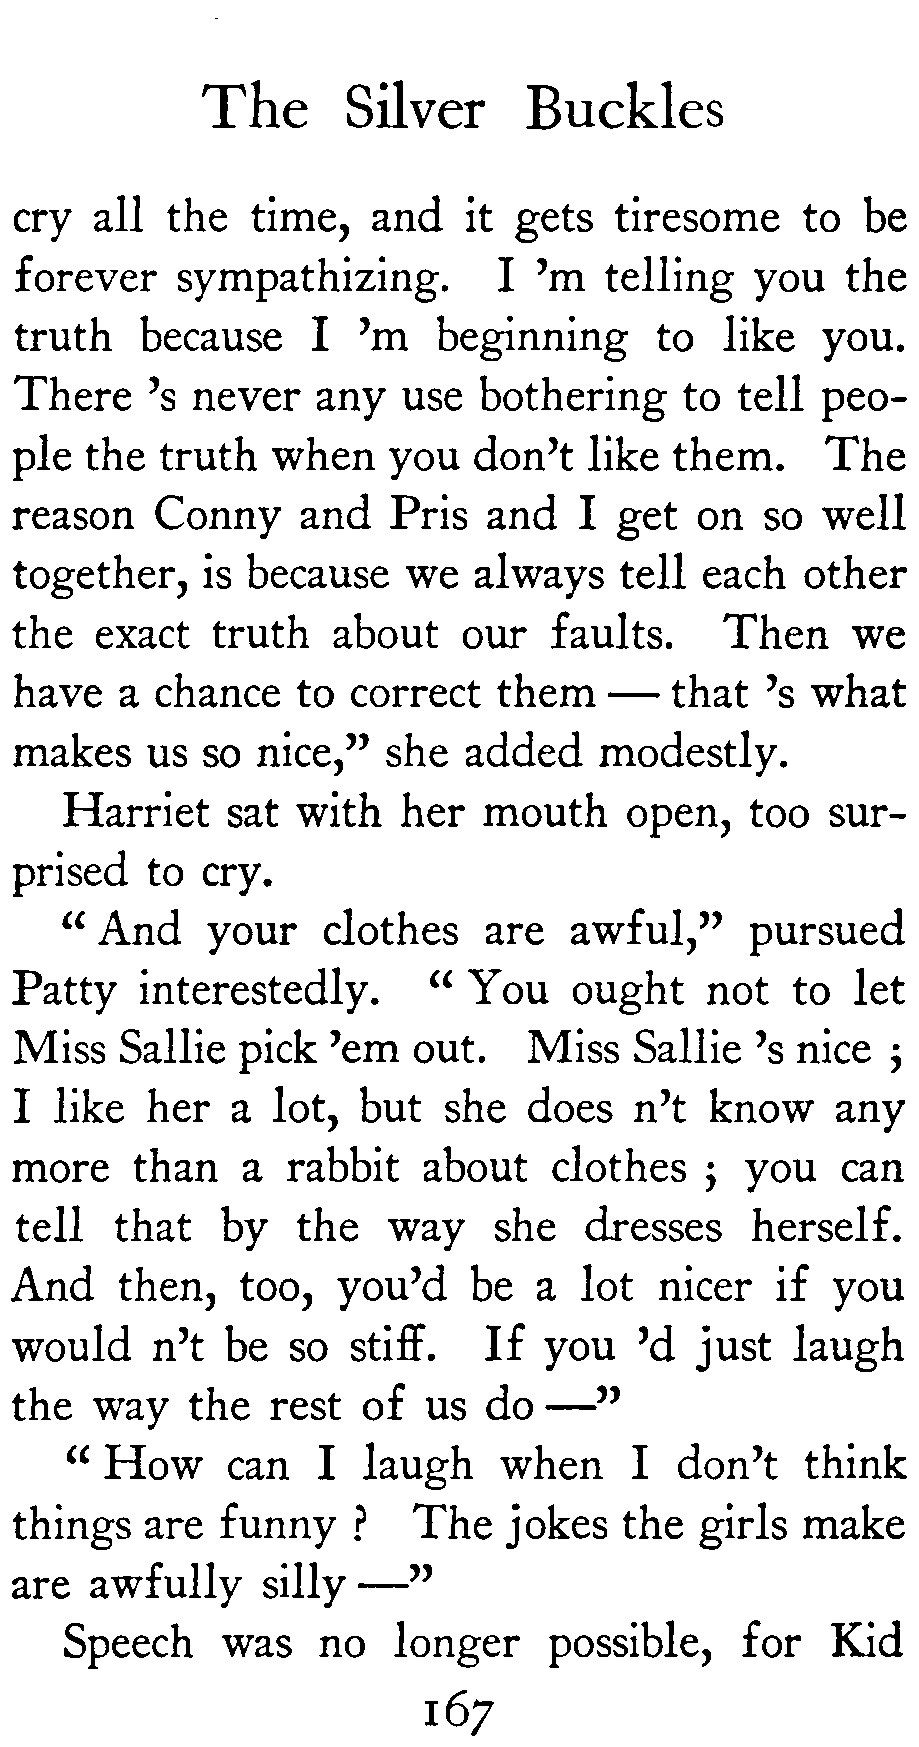 The Silver Buckles
cry all the time, and it gets tiresome to be
forever sympathizing. I 'm telling you the
truth because I 'm beginning to like you.
There 's never any use bothering to tell peo-
ple the truth when you don't like them. The
reason Conny and Pris and I get on so well
together, is because we always tell each other
the exact truth about our faults. Then we
have a chance to correct them — that 's what
makes us so nice,” she added modestly.
Harriet sat with her mouth open, too sur-
prised to cry.
“ And your clothes are awful,” pursued
Patty interestedly. “ You ought not to let
Miss Sallie pick 'em out. Miss Sallie 's nice ;
I like her a lot, but she does n't know any
more than a rabbit about clothes ; you can
tell that by the way she dresses herself.
And then, too, you'd be a lot nicer if you
would n't be so stiff. If you 'd just laugh
the way the rest of us do —”
“ How can I laugh when I don't think
things are funny ? The jokes the girls make
are awfully silly —”
Speech was no longer possible, for Kid
167